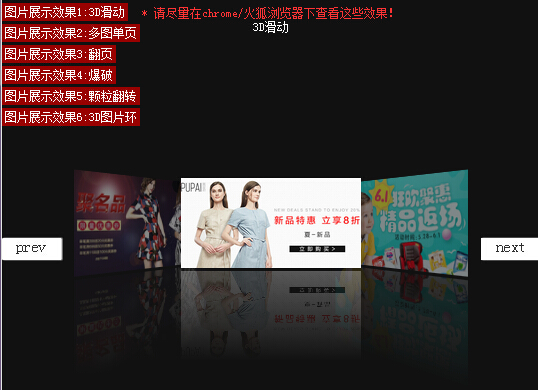 图片展示效果1:3D滑动
* 请尽量在chrome/火狐浏览器下查看这些效果!
3D滑动
图片展示效果2:多图单页
图片展示效果3:翻页
图片展示效果4:爆破
图片展示效果5:颗粒翻转
图片展示效果6:3D图片环
聚名品
PUPAI
NEW DEALS STAND TO ENJOY 20%
新品特惠 立享8折
夏-新品
立即购买>
6.1
狂欢聚惠
精品返场
prev
next